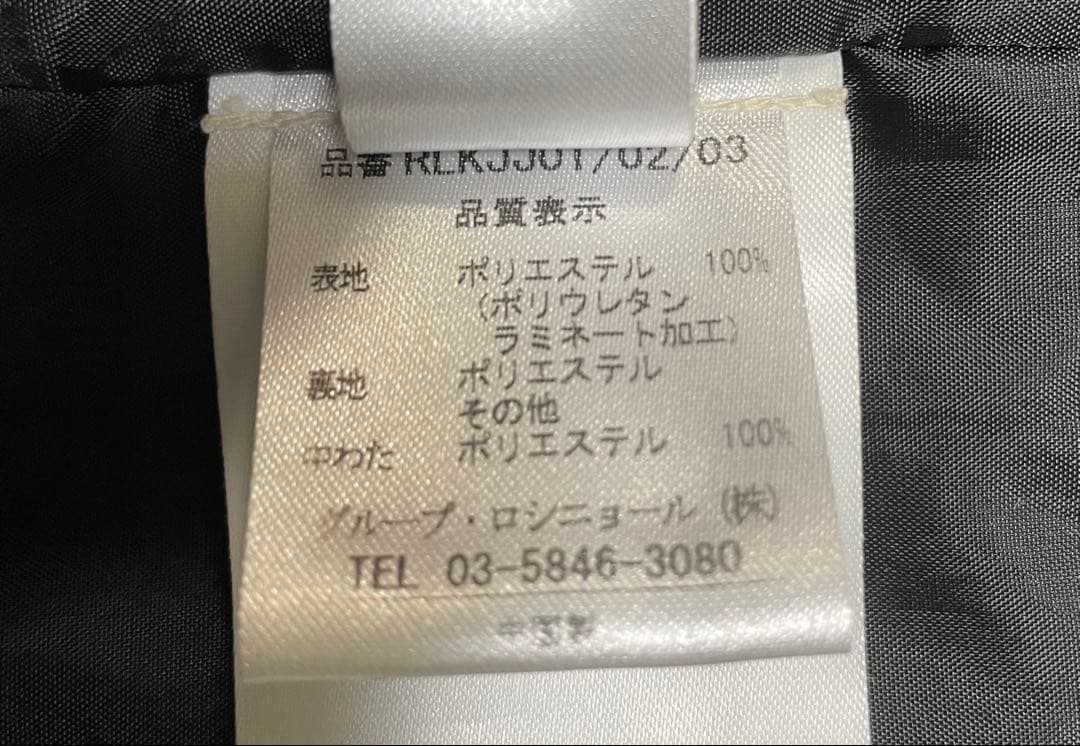 品番 RLKJJ01/02/03
品質表示
表地 ポリエステル 100%
(ポリウレタン
ラミネート加工)
裏地 ポリエステル
その他
中わた ポリエステル 100%
グループ・ロシニョール (株)
TEL 03-5846-3080
中国製